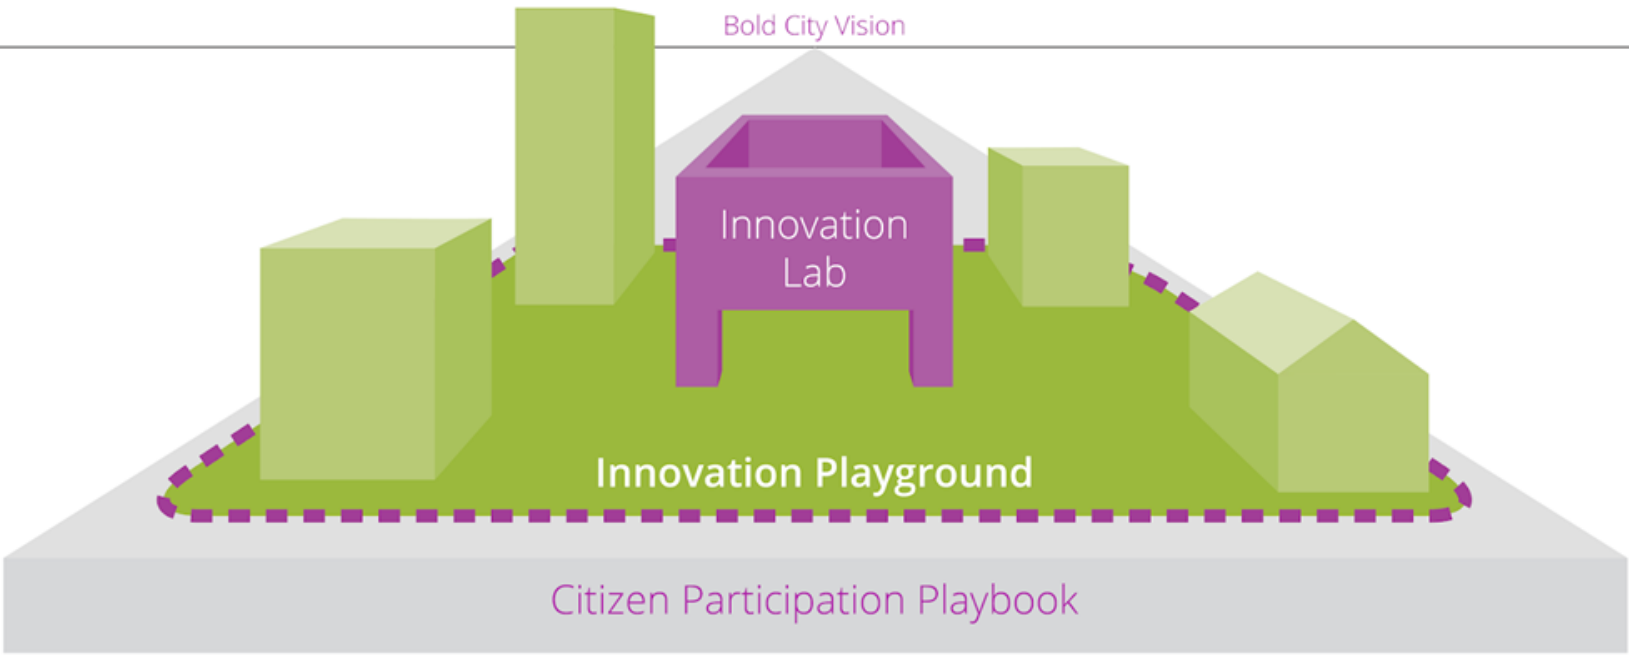 Bold City Vision
Innovation
Lab
Innovation Playground
Citizen Participation Playbook